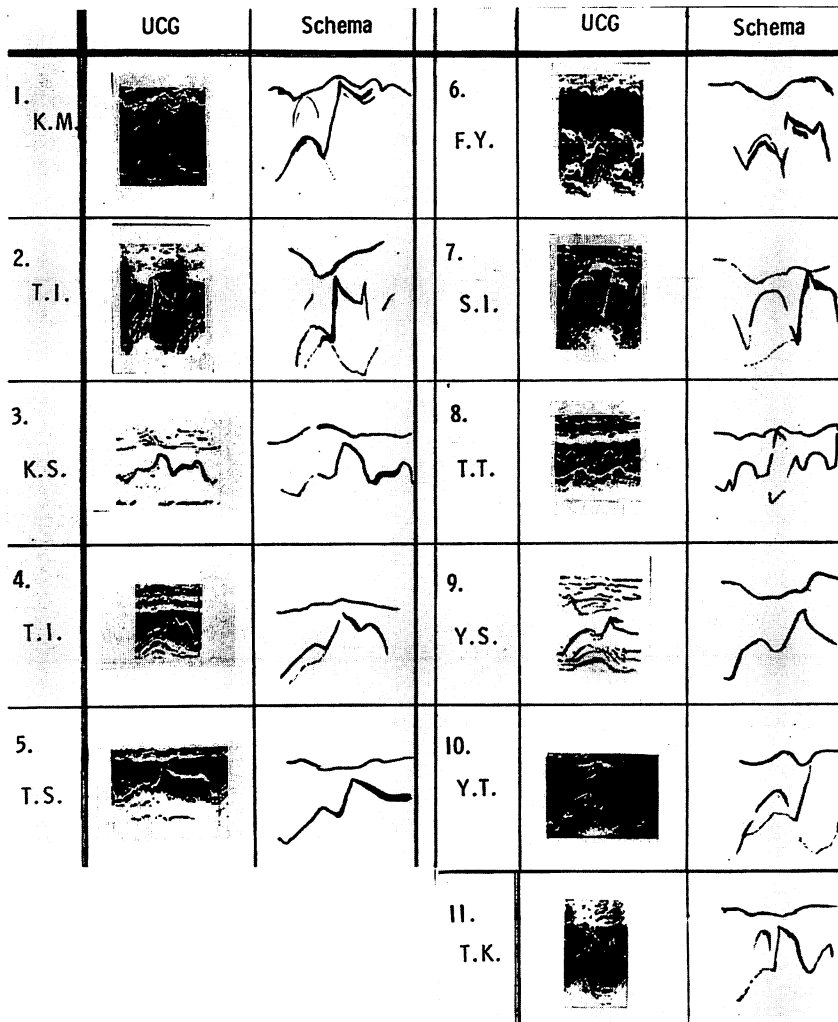 UCG Schema UCG Schema
1.
K.M.
2.
T.I.
3.
K.S.
4.
T.I.
5.
T.S.
6.
F.Y.
7.
S.I.
8.
T.T.
9.
Y.S.
10.
Y.T.
11.
T.K.